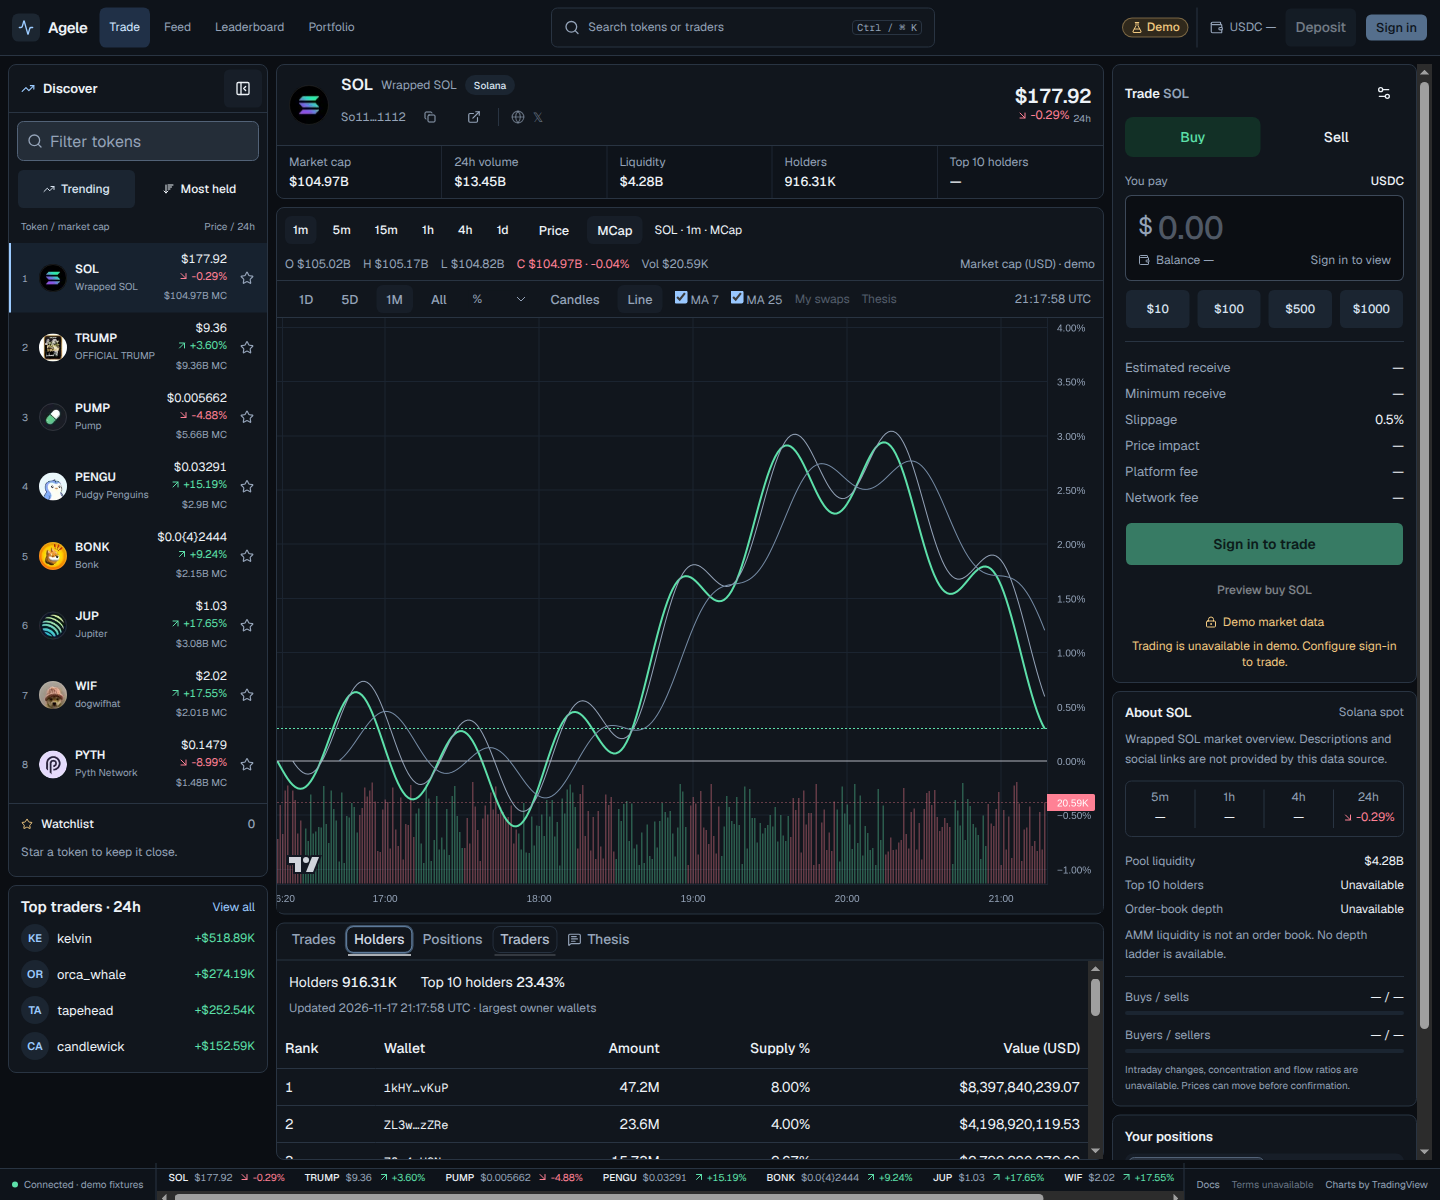 Agele
Trade
Feed
Leaderboard
Portfolio
Search tokens or traders
Ctrl / ⌘ K
Demo
USDC —
Deposit
Sign in
Discover
Filter tokens
Trending
Most held
Token / market cap
Price / 24h
1
SOL
Wrapped SOL
$177.92
↘ -0.29%
$104.97B MC
2
TRUMP
OFFICIAL TRUMP
$9.36
↗ +3.60%
$9.36B MC
3
PUMP
Pump
$0.005662
↘ -4.88%
$5.66B MC
4
PENGU
Pudgy Penguins
$0.03291
↗ +15.19%
$2.9B MC
5
BONK
Bonk
$0.0{4}2444
↗ +9.24%
$2.15B MC
6
JUP
Jupiter
$1.03
↗ +17.65%
$3.08B MC
7
WIF
dogwifhat
$2.02
↗ +17.55%
$2.01B MC
8
PYTH
Pyth Network
$0.1479
↘ -8.99%
$1.48B MC
Watchlist
0
Star a token to keep it close.
Top traders · 24h
View all
KE kelvin +$518.89K
OR orca_whale +$274.19K
TA tapehead +$252.54K
CA candlewick +$152.59K
SOL Wrapped SOL Solana
So11…1112
𝕏
$177.92
↘ -0.29% 24h
Market cap
$104.97B
24h volume
$13.45B
Liquidity
$4.28B
Holders
916.31K
Top 10 holders
—
1m 5m 15m 1h 4h 1d Price MCap SOL · 1m · MCap
O $105.02B H $105.17B L $104.82B C $104.97B · -0.04% Vol $20.59K
Market cap (USD) · demo
1D 5D 1M All % Candles Line MA 7 MA 25 My swaps Thesis
21:17:58 UTC
4.00%
3.50%
3.00%
2.50%
2.00%
1.50%
1.00%
0.50%
0.00%
20.59K
−0.50%
−1.00%
6:20 17:00 18:00 19:00 20:00 21:00
Trades Holders Positions Traders Thesis
Holders 916.31K Top 10 holders 23.43%
Updated 2026-11-17 21:17:58 UTC · largest owner wallets
Rank Wallet Amount Supply % Value (USD)
1 1kHY…vKuP 47.2M 8.00% $8,397,840,239.07
2 ZL3w…zZRe 23.6M 4.00% $4,198,920,119.53
Trade SOL
Buy
Sell
You pay
USDC
$ 0.00
Balance —
Sign in to view
$10 $100 $500 $1000
Estimated receive —
Minimum receive —
Slippage 0.5%
Price impact —
Platform fee —
Network fee —
Sign in to trade
Preview buy SOL
Demo market data
Trading is unavailable in demo. Configure sign-in
to trade.
About SOL
Solana spot
Wrapped SOL market overview. Descriptions and
social links are not provided by this data source.
5m 1h 4h 24h
— — — ↘ -0.29%
Pool liquidity $4.28B
Top 10 holders Unavailable
Order-book depth Unavailable
AMM liquidity is not an order book. No depth
ladder is available.
Buys / sells — / —
Buyers / sellers — / —
Intraday changes, concentration and flow ratios are
unavailable. Prices can move before confirmation.
Your positions
Connected · demo fixtures
SOL $177.92 ↘ -0.29% TRUMP $9.36 ↗ +3.60% PUMP $0.005662 ↘ -4.88% PENGU $0.03291 ↗ +15.19% BONK $0.0{4}2444 ↗ +9.24% JUP $1.03 ↗ +17.65% WIF $2.02 ↗ +17.55%
Docs Terms unavailable Charts by TradingView